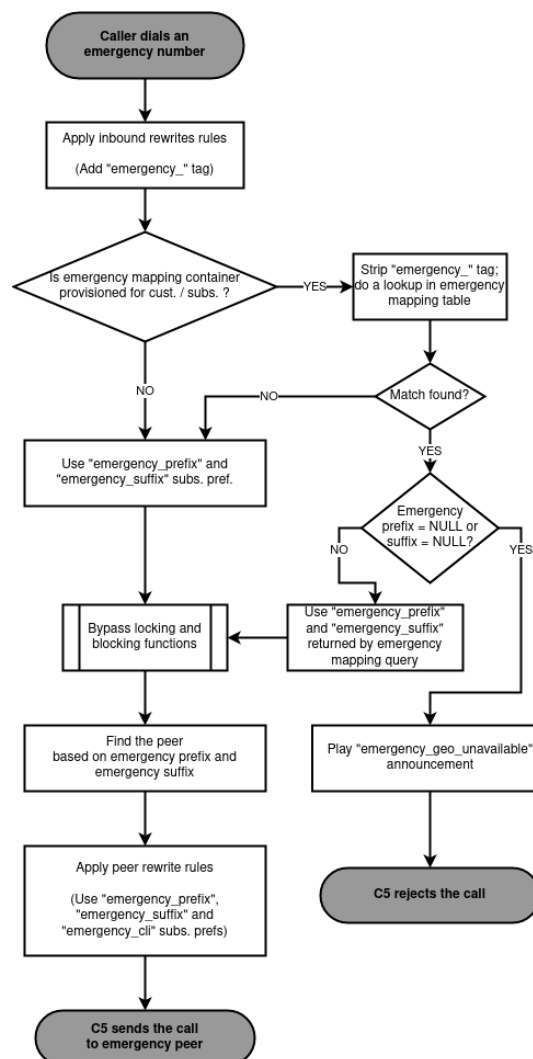 Caller dials an
emergency number
Apply inbound rewrites rules
(Add "emergency_" tag)
Is emergency mapping container
provisioned for cust. / subs. ?
YES
Strip "emergency_" tag;
do a lookup in emergency
mapping table
NO
NO
Match found?
YES
Use "emergency_prefix" and
"emergency_suffix" subs. pref.
Emergency
prefix = NULL or
suffix = NULL?
NO
YES
Bypass locking and
blocking functions
Use "emergency_prefix"
and "emergency_suffix"
returned by emergency
mapping query
Find the peer
based on emergency prefix and
emergency suffix
Play "emergency_geo_unavailable"
announcement
Apply peer rewrite rules
(Use "emergency_prefix",
"emergency_suffix" and
"emergency_cli" subs. prefs)
C5 rejects the call
C5 sends the call
to emergency peer